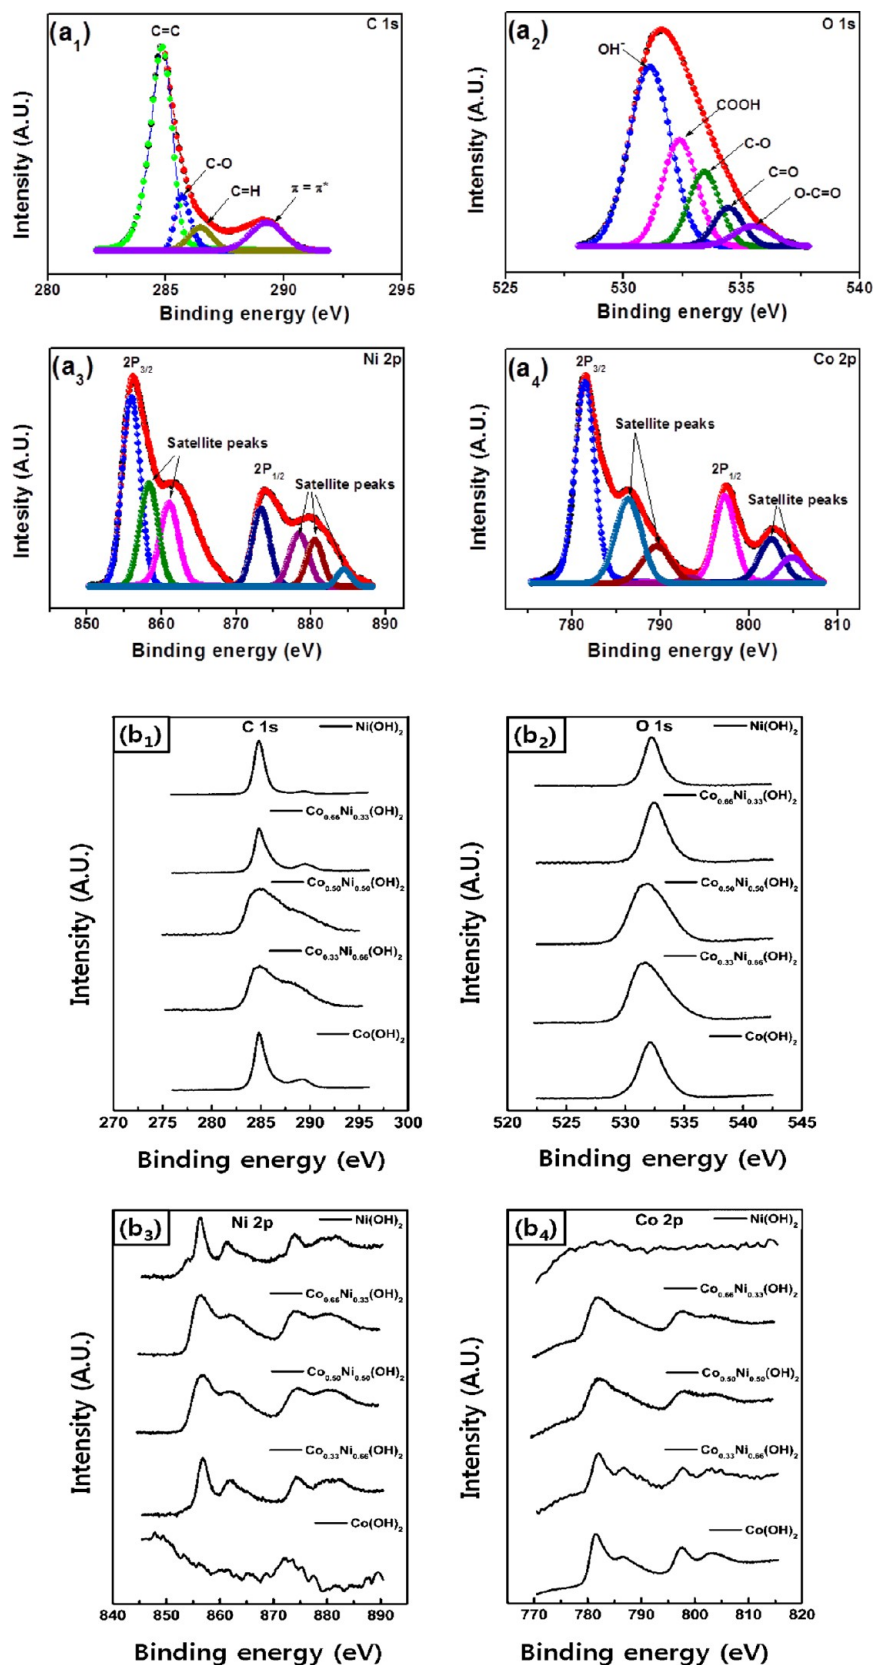 (a₁)
C 1s
C=C
C-O
C=H
π = π*
Intensity (A.U.)
280 285 290 295
Binding energy (eV)
(a₂)
O 1s
OH⁻
COOH
C-O
C=O
O-C=O
Intensity (A.U.)
525 530 535 540
Binding energy (eV)
(a₃)
Ni 2p
2P₃/₂
Satellite peaks
2P₁/₂
Satellite peaks
Intesity (A.U.)
850 860 870 880 890
Binding energy (eV)
(a₄)
Co 2p
2P₃/₂
Satellite peaks
2P₁/₂
Satellite peaks
Intensity (A.U.)
780 790 800 810
Binding energy (eV)
(b₁)
C 1s
Ni(OH)₂
Co₀.₆₆Ni₀.₃₃(OH)₂
Co₀.₅₀Ni₀.₅₀(OH)₂
Co₀.₃₃Ni₀.₆₆(OH)₂
Co(OH)₂
Intensity (A.U.)
270 275 280 285 290 295 300
Binding energy (eV)
(b₂)
O 1s
Ni(OH)₂
Co₀.₆₆Ni₀.₃₃(OH)₂
Co₀.₅₀Ni₀.₅₀(OH)₂
Co₀.₃₃Ni₀.₆₆(OH)₂
Co(OH)₂
Intensity (A.U.)
520 525 530 535 540 545
Binding energy (eV)
(b₃)
Ni 2p
Ni(OH)₂
Co₀.₆₆Ni₀.₃₃(OH)₂
Co₀.₅₀Ni₀.₅₀(OH)₂
Co₀.₃₃Ni₀.₆₆(OH)₂
Co(OH)₂
Intensity (A.U.)
840 850 860 870 880 890
Binding energy (eV)
(b₄)
Co 2p
Ni(OH)₂
Co₀.₆₆Ni₀.₃₃(OH)₂
Co₀.₅₀Ni₀.₅₀(OH)₂
Co₀.₃₃Ni₀.₆₆(OH)₂
Co(OH)₂
Intensity (A.U.)
770 780 790 800 810 820
Binding energy (eV)